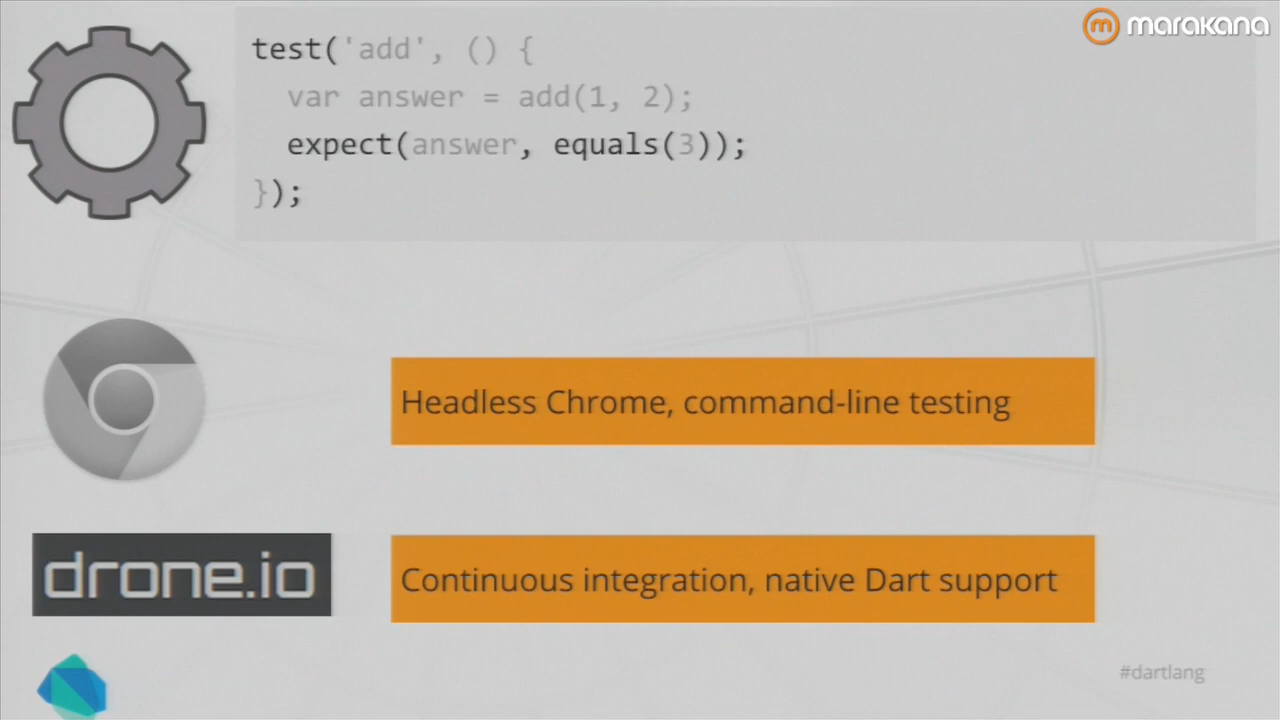 marakana
test('add', () {
  var answer = add(1, 2);
  expect(answer, equals(3));
});
Headless Chrome, command-line testing
drone.io
Continuous integration, native Dart support
#dartlang